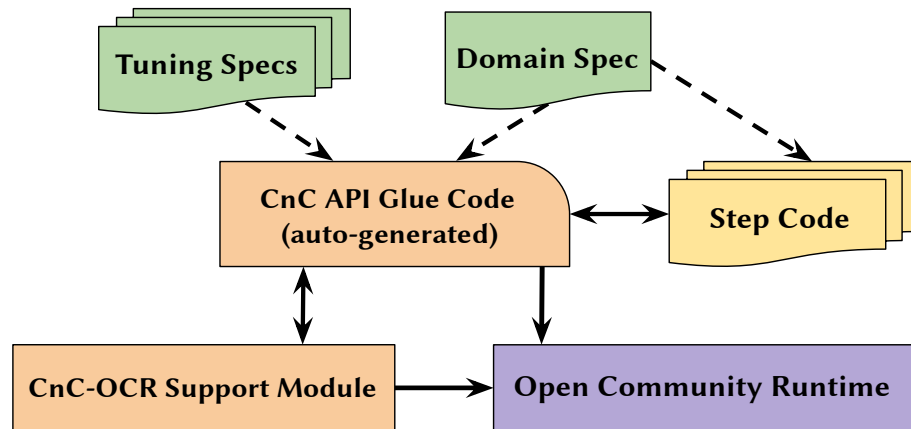 Tuning Specs
Domain Spec
CnC API Glue Code
(auto-generated)
Step Code
CnC-OCR Support Module
Open Community Runtime